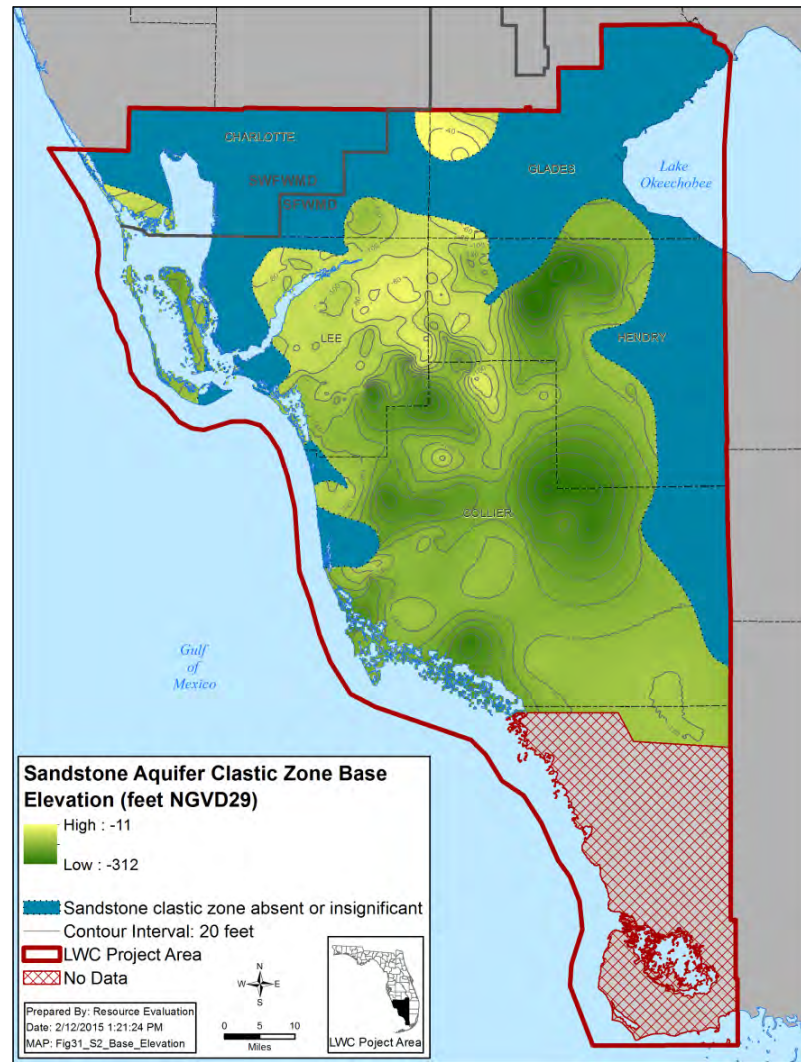 CHARLOTTE
GLADES
Lake
Okeechobee
SWFWMD
SFWMD
LEE
HENDRY
COLLIER
Gulf
of
Mexico
Sandstone Aquifer Clastic Zone Base
Elevation (feet NGVD29)
High : -11
Low : -312
Sandstone clastic zone absent or insignificant
Contour Interval: 20 feet
LWC Project Area
No Data
Prepared By: Resource Evaluation
Date: 2/12/2015 1:21:24 PM
MAP: Fig31_S2_Base_Elevation
N
W E
S
0 5 10
Miles
LWC Poject Area